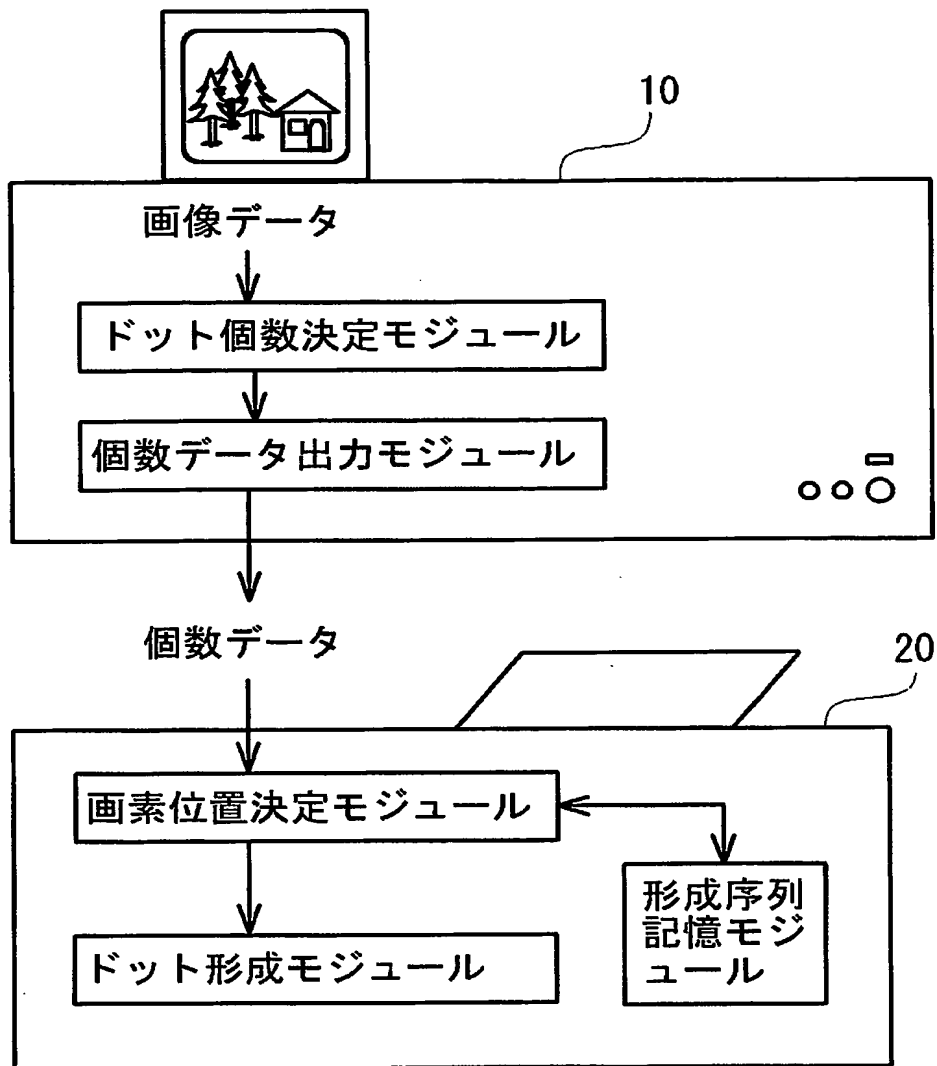 10
画像データ
ドット個数決定モジュール
個数データ出力モジュール
個数データ
20
画素位置決定モジュール
形成序列
記憶モジ
ュール
ドット形成モジュール